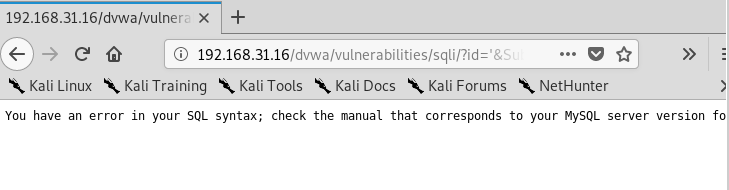 192.168.31.16/dvwa/vulnera
192.168.31.16/dvwa/vulnerabilities/sqli/?id='&Su
Kali Linux Kali Training Kali Tools Kali Docs Kali Forums NetHunter
You have an error in your SQL syntax; check the manual that corresponds to your MySQL server version fo